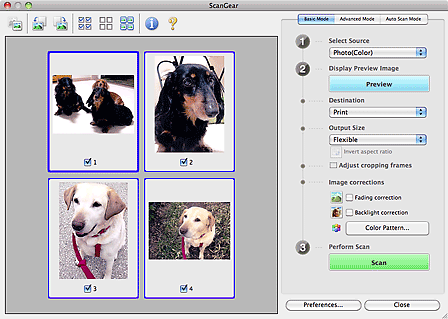 ScanGear
Basic Mode
Advanced Mode
Auto Scan Mode
1
Select Source
Photo(Color)
2
Display Preview Image
Preview
Destination
Print
Output Size
Flexible
Invert aspect ratio
Adjust cropping frames
Image corrections
Fading correction
Backlight correction
Color Pattern...
3
Perform Scan
Scan
Preferences...
Close
1
2
3
4